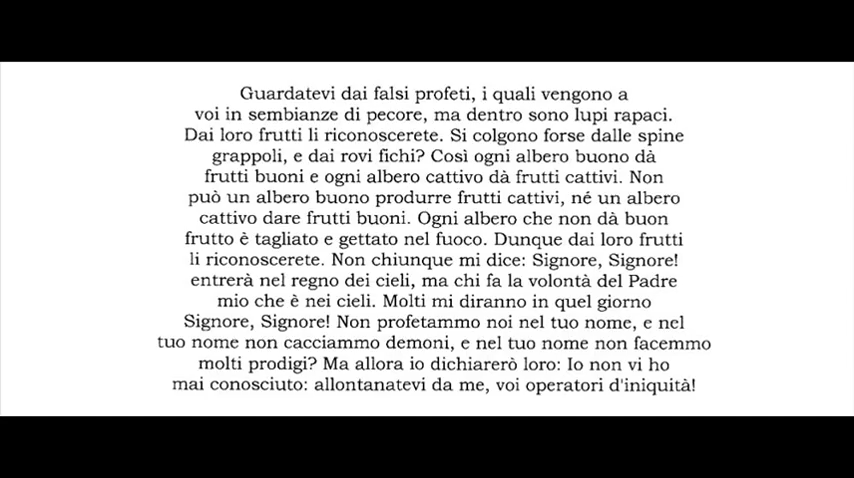 Guardatevi dai falsi profeti, i quali vengono a
voi in sembianze di pecore, ma dentro sono lupi rapaci.
Dai loro frutti li riconoscerete. Si colgono forse dalle spine
grappoli, e dai rovi fichi? Così ogni albero buono dà
frutti buoni e ogni albero cattivo dà frutti cattivi. Non
può un albero buono produrre frutti cattivi, né un albero
cattivo dare frutti buoni. Ogni albero che non dà buon
frutto è tagliato e gettato nel fuoco. Dunque dai loro frutti
li riconoscerete. Non chiunque mi dice: Signore, Signore!
entrerà nel regno dei cieli, ma chi fa la volontà del Padre
mio che è nei cieli. Molti mi diranno in quel giorno
Signore, Signore! Non profetammo noi nel tuo nome, e nel
tuo nome non cacciammo demoni, e nel tuo nome non facemmo
molti prodigi? Ma allora io dichiarerò loro: Io non vi ho
mai conosciuto: allontanatevi da me, voi operatori d'iniquità!